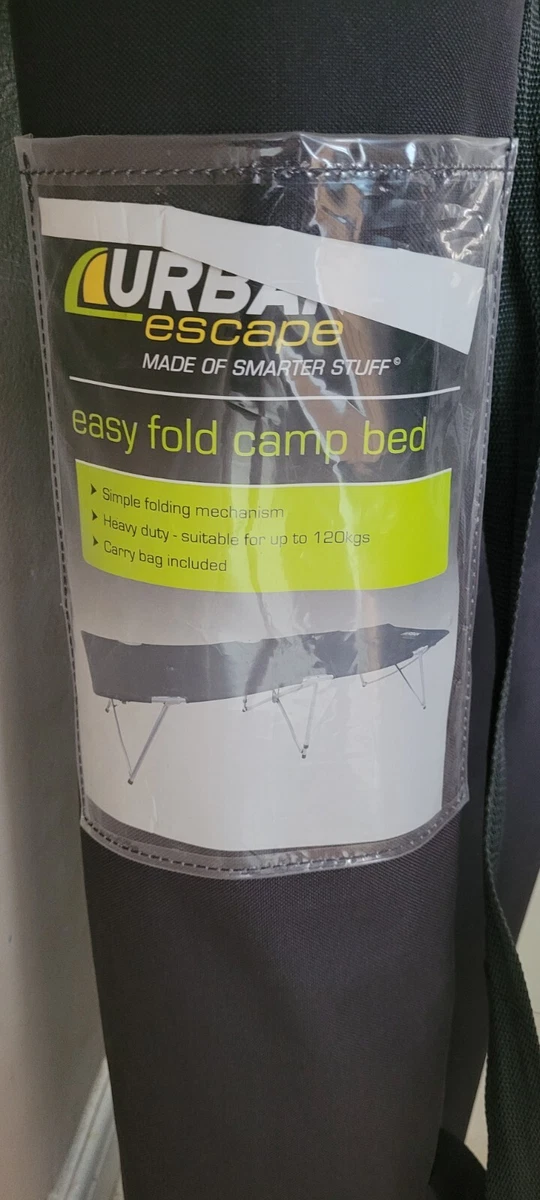 URBAN
escape
MADE OF SMARTER STUFF©
easy fold camp bed
Simple folding mechanism
Heavy duty - suitable for up to 120kgs
Carry bag included